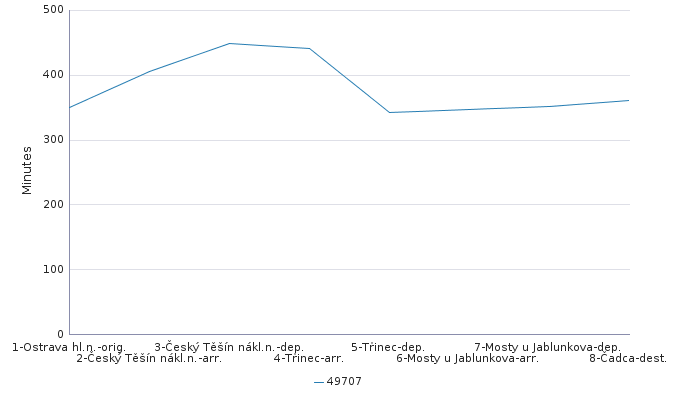 500
400
300
200
100
0
Minutes
1-Ostrava hl.n.-orig.
2-Český Těšín nákl.n.-arr.
3-Český Těšín nákl.n.-dep.
4-Třinec-arr.
5-Třinec-dep.
6-Mosty u Jablunkova-arr.
7-Mosty u Jablunkova-dep.
8-Čadca-dest.
49707